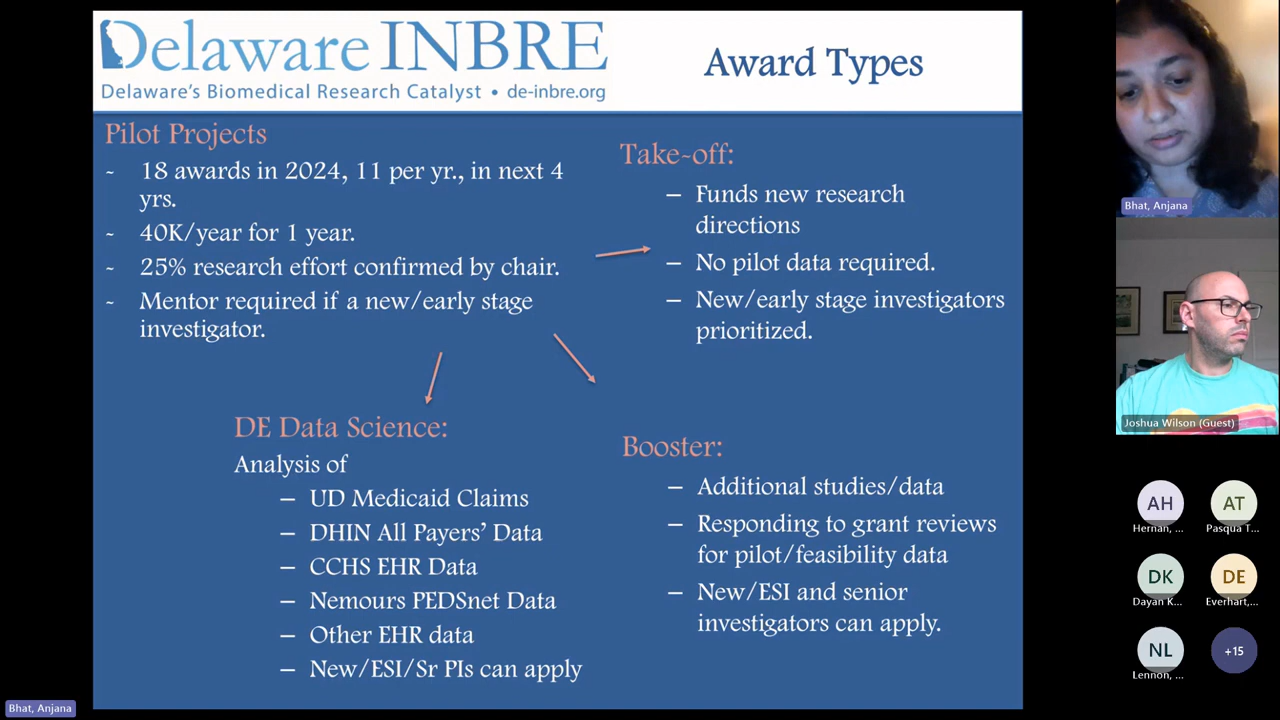 Delaware INBRE
Delaware's Biomedical Research Catalyst • de-inbre.org
Award Types
Pilot Projects
- 18 awards in 2024, 11 per yr., in next 4
yrs.
- 40K/year for 1 year.
- 25% research effort confirmed by chair.
- Mentor required if a new/early stage
investigator.
Take-off:
– Funds new research
directions
– No pilot data required.
– New/early stage investigators
prioritized.
DE Data Science:
Analysis of
– UD Medicaid Claims
– DHIN All Payers' Data
– CCHS EHR Data
– Nemours PEDSnet Data
– Other EHR data
– New/ESI/Sr PIs can apply
Booster:
– Additional studies/data
– Responding to grant reviews
for pilot/feasibility data
– New/ESI and senior
investigators can apply.
Bhat, Anjana
Joshua Wilson (Guest)
AH
Hernan, ...
AT
Pasqua T...
DK
Dayan K...
DE
Everhart,...
NL
Lennon, ...
+15
Bhat, Anjana